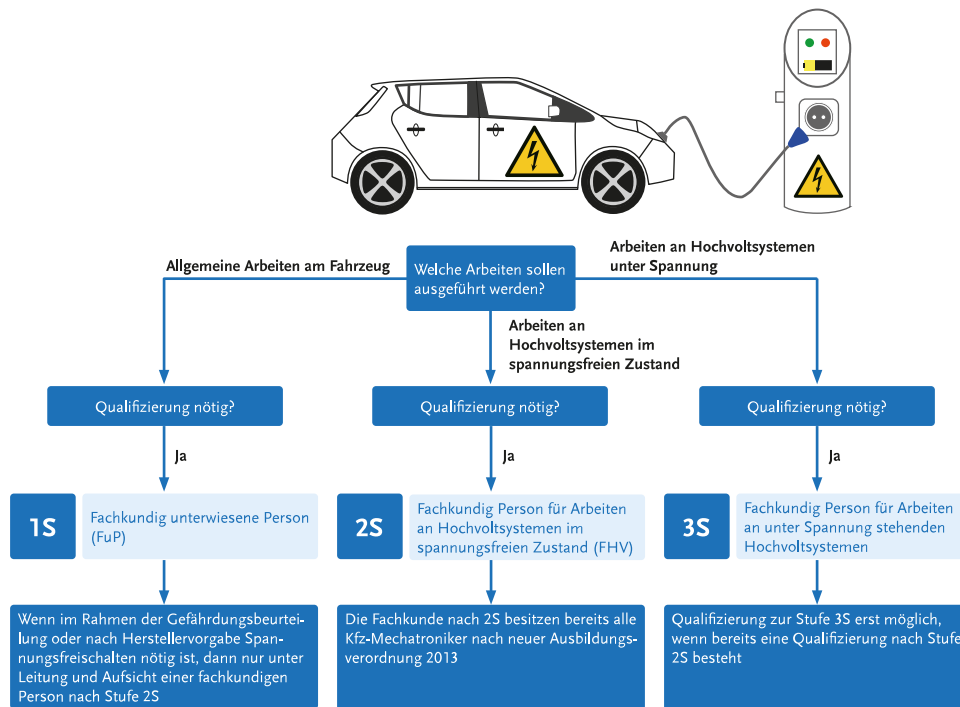 Welche Arbeiten sollen
ausgeführt werden?
Allgemeine Arbeiten am Fahrzeug
Arbeiten an
Hochvoltsystemen im
spannungsfreien Zustand
Arbeiten an Hochvoltsystemen
unter Spannung
Qualifizierung nötig?
Qualifizierung nötig?
Qualifizierung nötig?
Ja
Ja
Ja
1S
Fachkundig unterwiesene Person
(FuP)
2S
Fachkundig Person für Arbeiten
an Hochvoltsystemen im
spannungsfreien Zustand (FHV)
3S
Fachkundig Person für Arbeiten
an unter Spannung stehenden
Hochvoltsystemen
Wenn im Rahmen der Gefährdungsbeurtei-
lung oder nach Herstellervorgabe Span-
nungsfreischalten nötig ist, dann nur unter
Leitung und Aufsicht einer fachkundigen
Person nach Stufe 2S
Die Fachkunde nach 2S besitzen bereits alle
Kfz-Mechatroniker nach neuer Ausbildungs-
verordnung 2013
Qualifizierung zur Stufe 3S erst möglich,
wenn bereits eine Qualifizierung nach Stufe
2S besteht